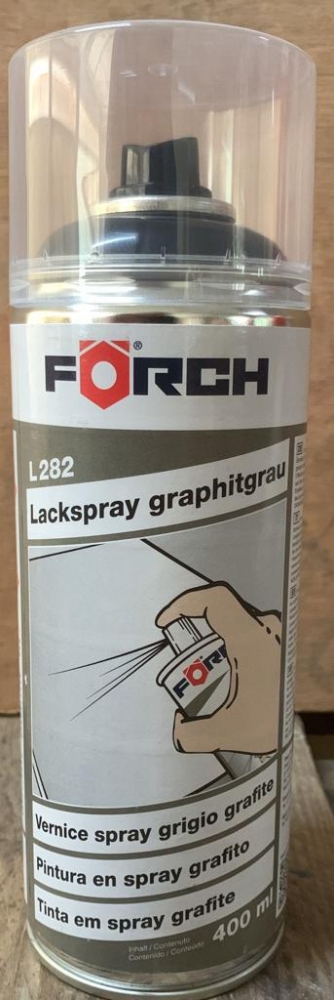 FÖRCH®
L282
Lackspray graphitgrau
FÖR
Vernice spray grigio grafite
Pintura en spray grafito
Tinta em spray grafite
400 ml
Inhalt / Contenuto
Contenido / Conteúdo